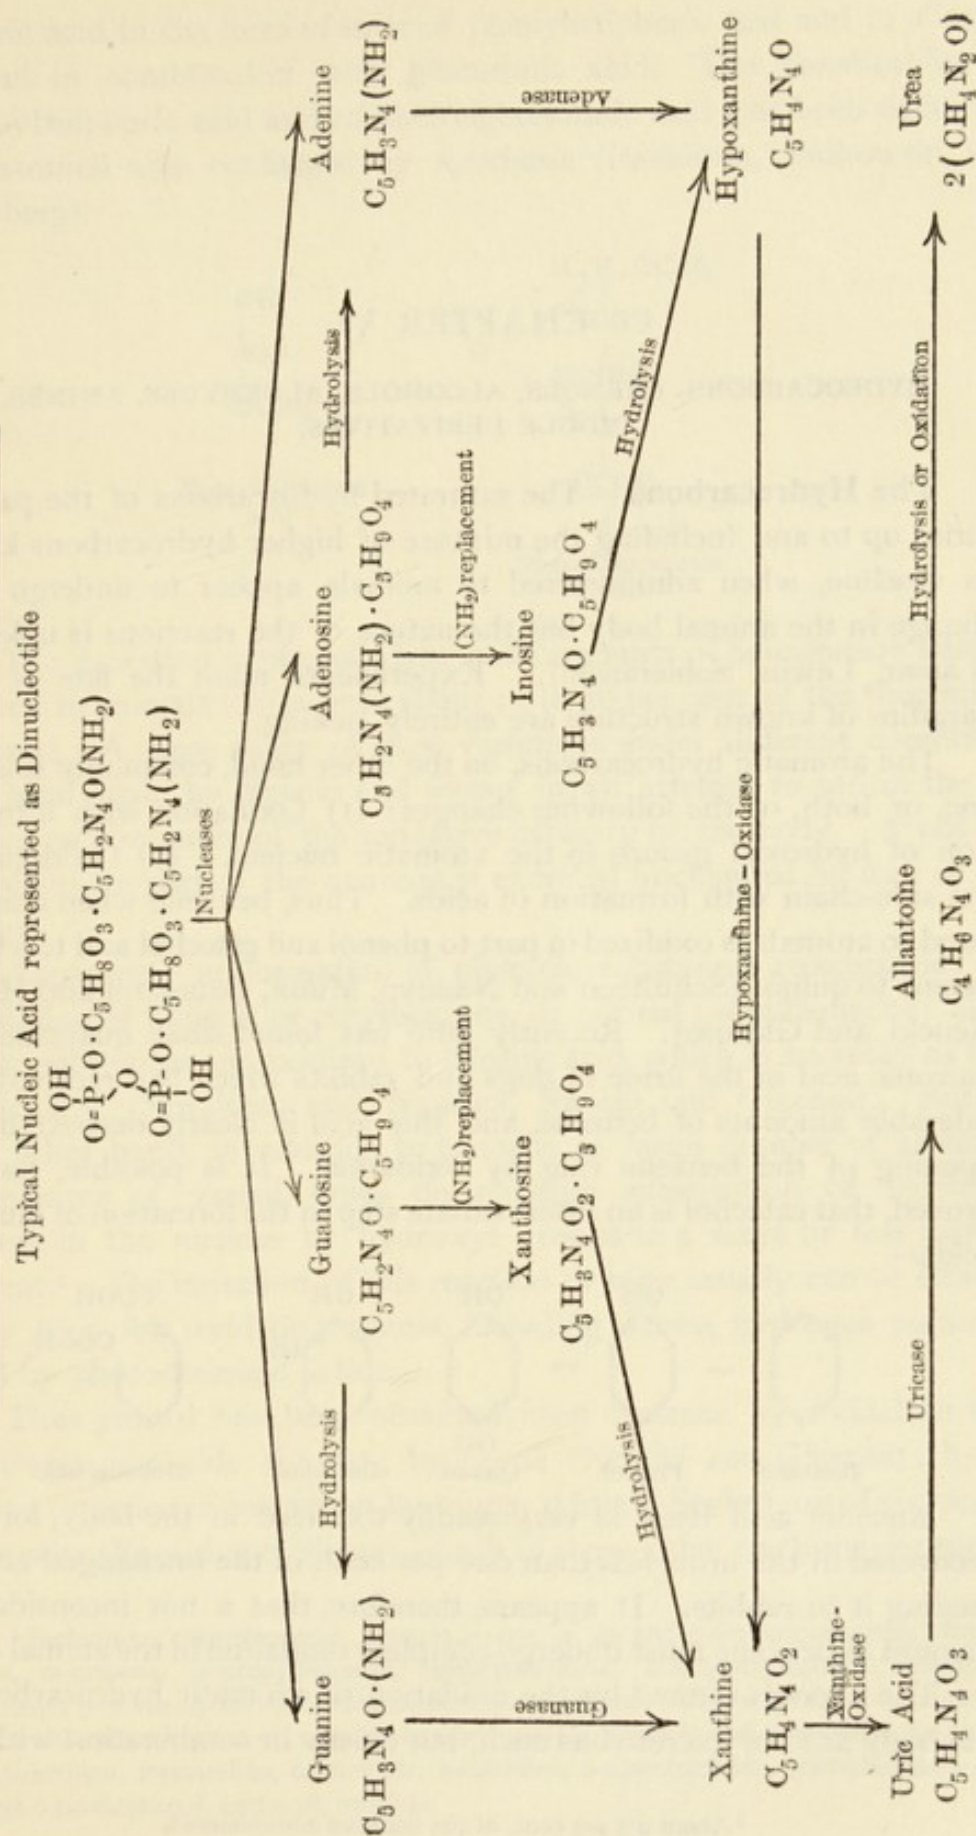 Typical Nucleic Acid represented as Dinucleotide
OH
O=P-O·C₅H₈O₃·C₅H₂N₄O(NH₂)
O
O=P-O·C₅H₈O₃·C₅H₂N₄(NH₂)
OH
Nucleases
Guanine
C₅H₃N₄O·(NH₂)
Hydrolysis
Guanosine
C₅H₂N₄O·C₅H₉O₄
Adenosine
C₅H₂N₄(NH₂)·C₅H₉O₄
Hydrolysis
Adenine
C₅H₃N₄(NH₂)
Guanase
(NH₂)replacement
(NH₂)replacement
Adenase
Xanthosine
C₅H₃N₄O₂·C₅H₉O₄
Inosine
C₅H₃N₄O·C₅H₉O₄
Hydrolysis
Hydrolysis
Xanthine
C₅H₄N₄O₂
Hypoxanthine-Oxidase
Hypoxanthine
C₅H₄N₄O
Xanthine-
Oxidase
Uric Acid
C₅H₄N₄O₃
Uricase
Allantoine
C₄H₆N₄O₃
Hydrolysis or Oxidation
Urea
2(CH₄N₂O)